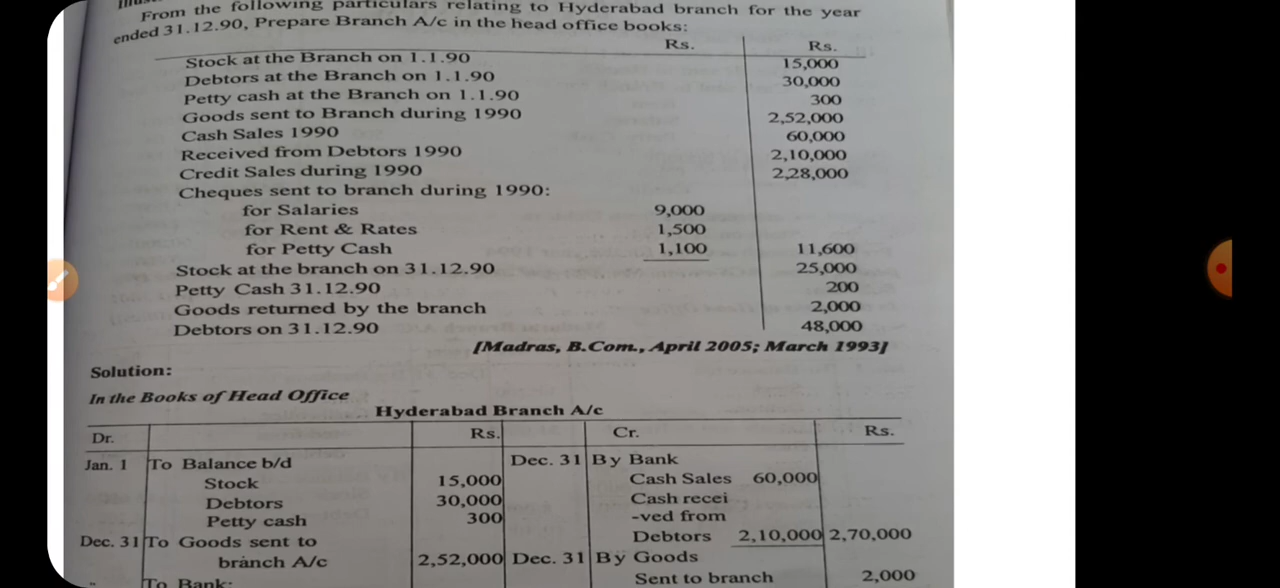 From the following particulars relating to Hyderabad branch for the year
ended 31.12.90, Prepare Branch A/c in the head office books:
Rs. Rs.
Stock at the Branch on 1.1.90 15,000
Debtors at the Branch on 1.1.90 30,000
Petty cash at the Branch on 1.1.90 300
Goods sent to Branch during 1990 2,52,000
Cash Sales 1990 60,000
Received from Debtors 1990 2,10,000
Credit Sales during 1990 2,28,000
Cheques sent to branch during 1990:
for Salaries 9,000
for Rent & Rates 1,500
for Petty Cash 1,100 11,600
Stock at the branch on 31.12.90 25,000
Petty Cash 31.12.90 200
Goods returned by the branch 2,000
Debtors on 31.12.90 48,000
[Madras, B.Com., April 2005; March 1993]
Solution:
In the Books of Head Office
Hyderabad Branch A/c
Dr. Rs. Cr. Rs.
Jan. 1 To Balance b/d Dec. 31 By Bank
Stock 15,000 Cash Sales 60,000
Debtors 30,000 Cash recei
Petty cash 300 -ved from
Dec. 31 To Goods sent to Debtors 2,10,000 2,70,000
branch A/c 2,52,000 Dec. 31 By Goods
" To Bank: Sent to branch 2,000